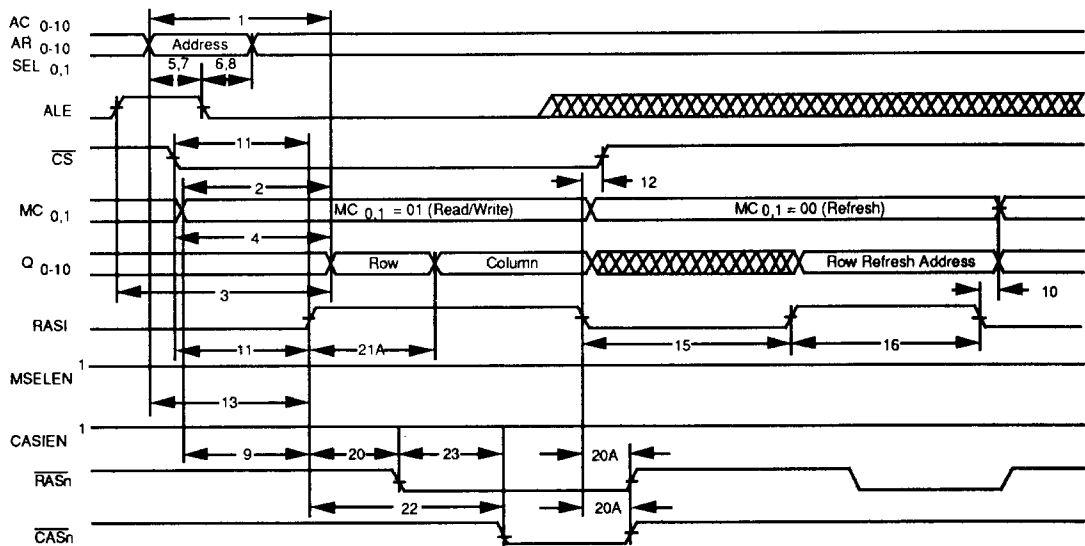 AC 0-10 1
AR 0-10 Address
SEL 0,1 5,7 6,8
ALE
11
CS
2 12
MC 0,1 MC 0,1 = 01 (Read/Write) MC 0,1 = 00 (Refresh)
4
Q 0-10 Row Column Row Refresh Address
3 10
RASI
11 21A 15 16
MSELEN 1
13
CASIEN 1
9 20 23 20A
RASn
22 20A
CASn